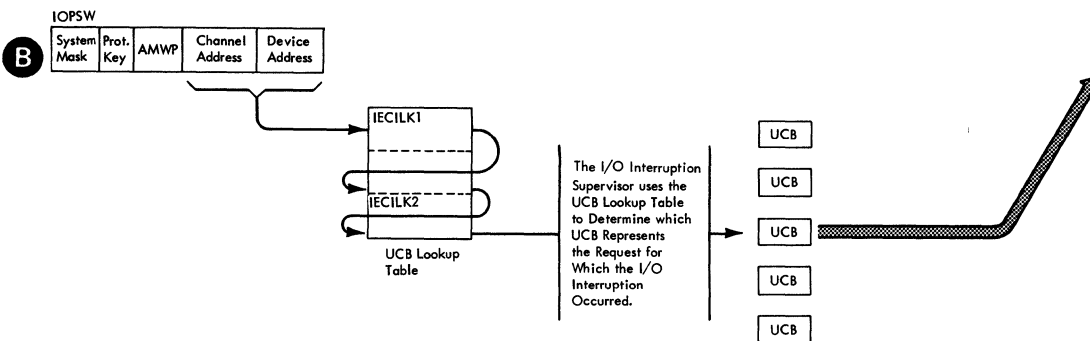 IOPSW
B
System
Mask
Prot.
Key
AMWP
Channel
Address
Device
Address
IECILK1
IECILK2
UCB Lookup
Table
The I/O Interruption
Supervisor uses the
UCB Lookup Table
to Determine which
UCB Represents
the Request for
Which the I/O
Interruption
Occurred.
UCB
UCB
UCB
UCB
UCB